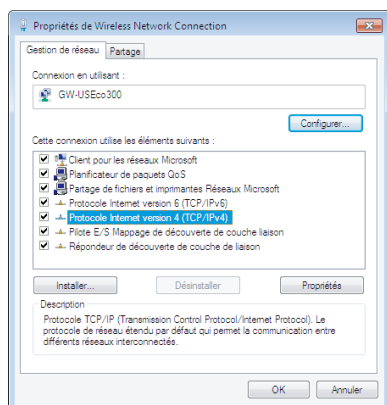 Propriétés de Wireless Network Connection
Gestion de réseau Partage
Connexion en utilisant :
GW-USEco300
Configurer...
Cette connexion utilise les éléments suivants :
Client pour les réseaux Microsoft
Planificateur de paquets QoS
Partage de fichiers et imprimantes Réseaux Microsoft
Protocole Internet version 6 (TCP/IPv6)
Protocole Internet version 4 (TCP/IPv4)
Pilote E/S Mappage de découverte de couche liaison
Répondeur de découverte de couche de liaison
Installer... Désinstaller Propriétés
Description
Protocole TCP/IP (Transmission Control Protocol/Internet Protocol). Le
protocole de réseau étendu par défaut qui permet la communication entre
différents réseaux interconnectés.
OK Annuler